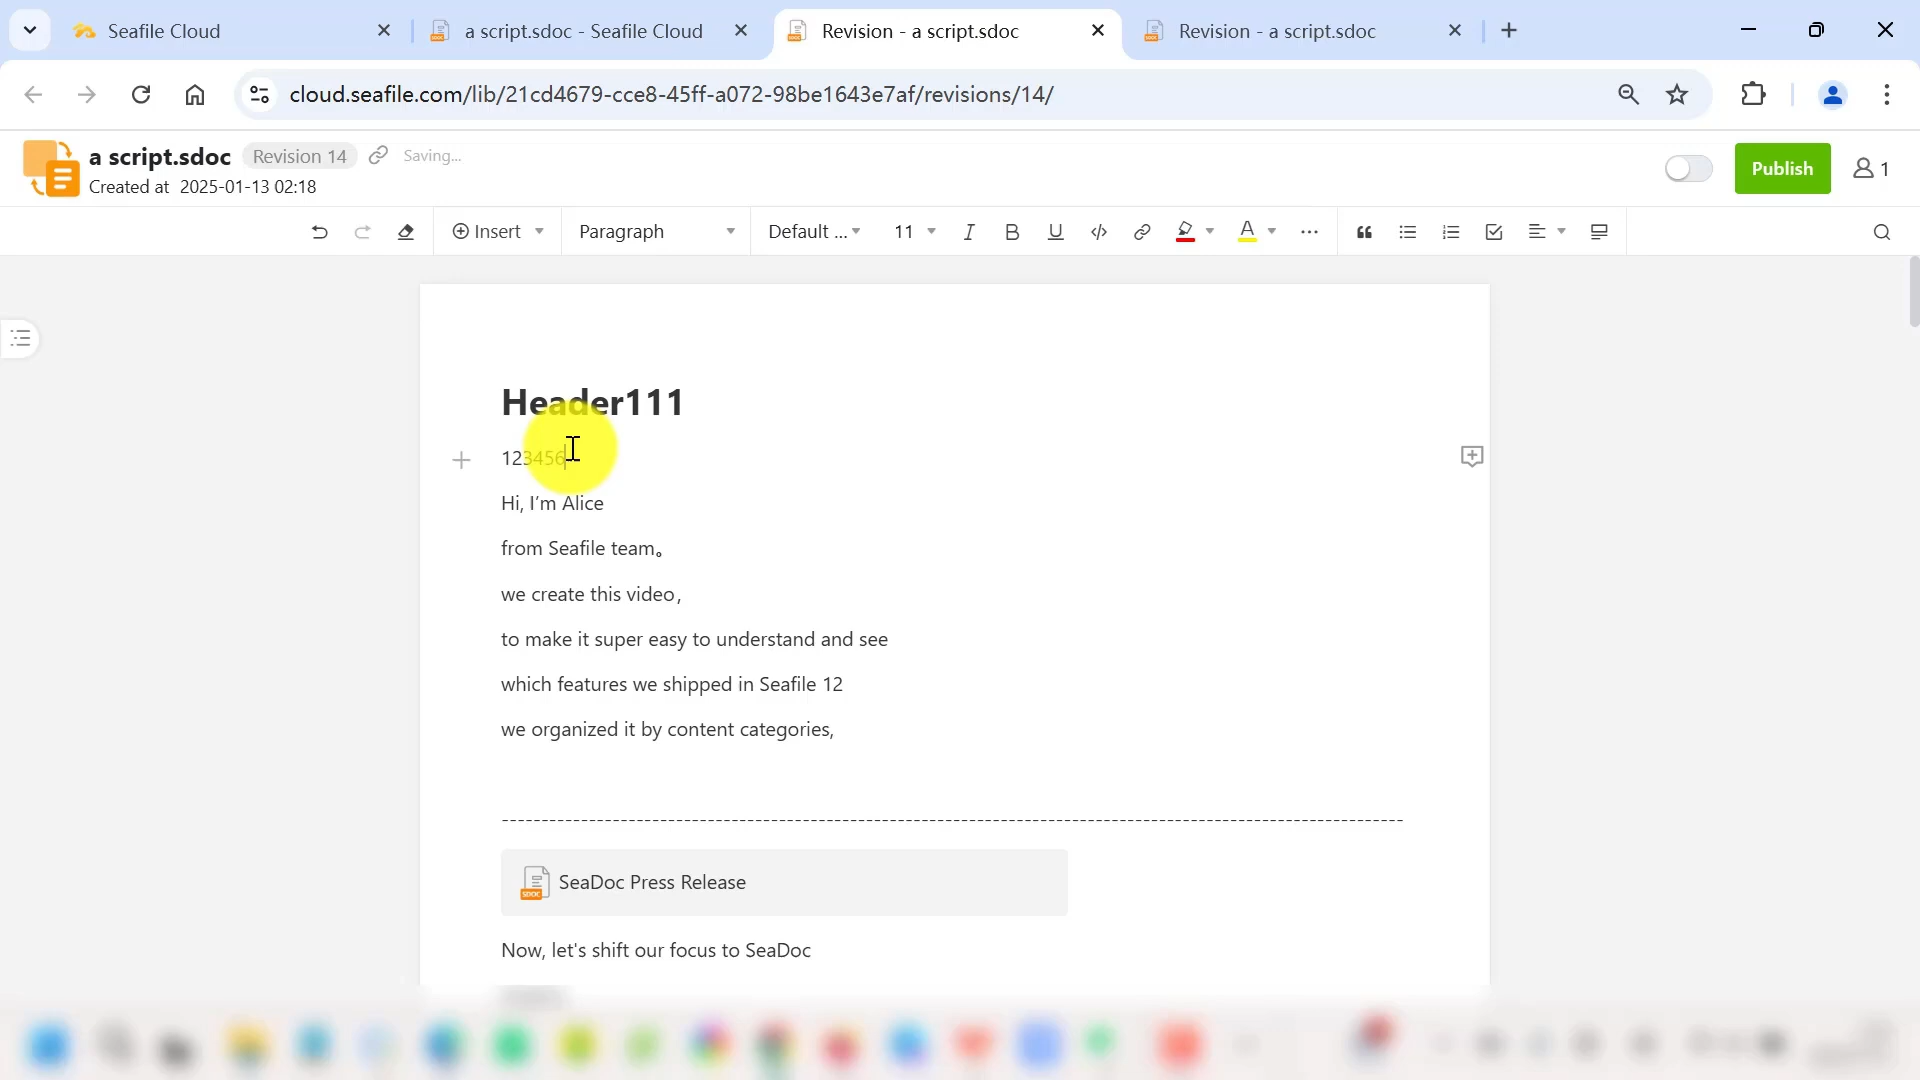 Seafile Cloud
a script.sdoc - Seafile Cloud
Revision - a script.sdoc
Revision - a script.sdoc
cloud.seafile.com/lib/21cd4679-cce8-45ff-a072-98be1643e7af/revisions/14/
a script.sdoc Revision 14 Saving...
Created at 2025-01-13 02:18
Publish
1
Insert
Paragraph
Default ...
11
Header111
123456
Hi, I'm Alice
from Seafile team。
we create this video，
to make it super easy to understand and see
which features we shipped in Seafile 12
we organized it by content categories,
SDOC SeaDoc Press Release
Now, let's shift our focus to SeaDoc